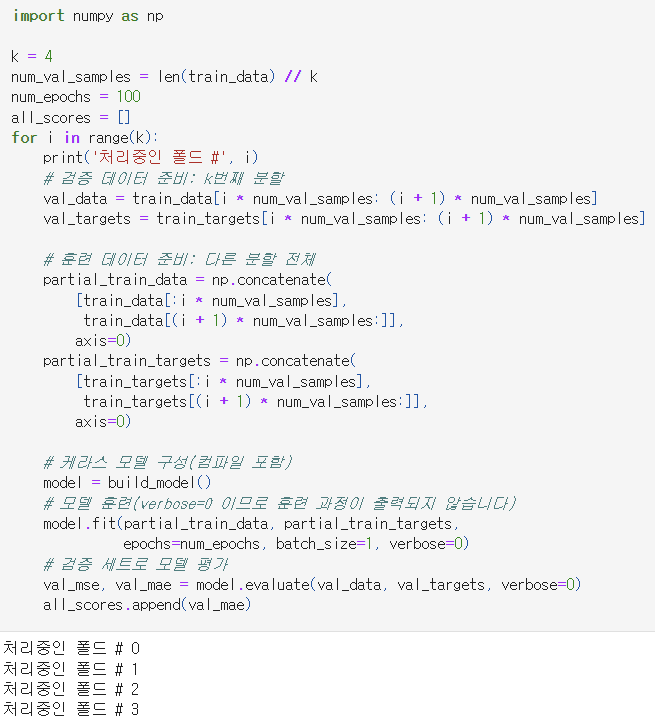 import numpy as np

k = 4
num_val_samples = len(train_data) // k
num_epochs = 100
all_scores = []
for i in range(k):
    print('처리중인 폴드 #', i)
    # 검증 데이터 준비: k번째 분할
    val_data = train_data[i * num_val_samples: (i + 1) * num_val_samples]
    val_targets = train_targets[i * num_val_samples: (i + 1) * num_val_samples]

    # 훈련 데이터 준비: 다른 분할 전체
    partial_train_data = np.concatenate(
        [train_data[:i * num_val_samples],
         train_data[(i + 1) * num_val_samples:]],
        axis=0)
    partial_train_targets = np.concatenate(
        [train_targets[:i * num_val_samples],
         train_targets[(i + 1) * num_val_samples:]],
        axis=0)

    # 케라스 모델 구성(컴파일 포함)
    model = build_model()
    # 모델 훈련(verbose=0 이므로 훈련 과정이 출력되지 않습니다)
    model.fit(partial_train_data, partial_train_targets,
              epochs=num_epochs, batch_size=1, verbose=0)
    # 검증 세트로 모델 평가
    val_mse, val_mae = model.evaluate(val_data, val_targets, verbose=0)
    all_scores.append(val_mae)

처리중인 폴드 # 0
처리중인 폴드 # 1
처리중인 폴드 # 2
처리중인 폴드 # 3